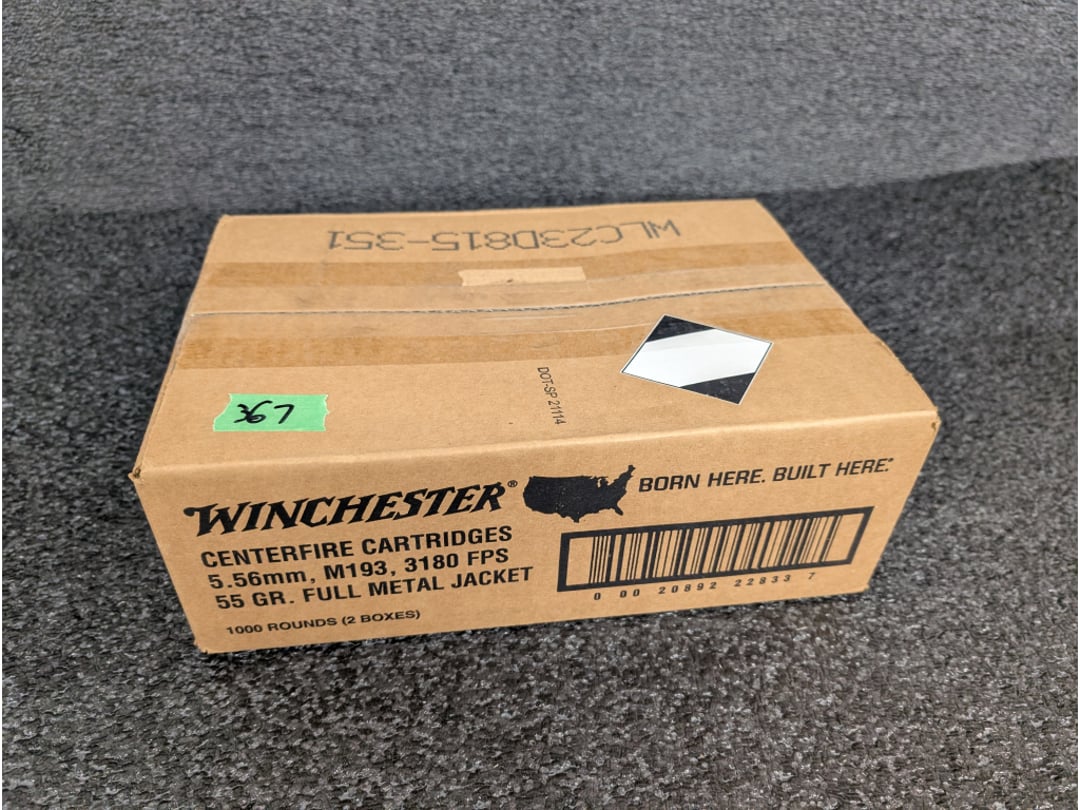 WLC23D815-351
DOT-SP 21114
367
WINCHESTER®
BORN HERE. BUILT HERE.™
CENTERFIRE CARTRIDGES
5.56mm, M193, 3180 FPS
55 GR. FULL METAL JACKET
1000 ROUNDS (2 BOXES)
0 00 20892 22833 7